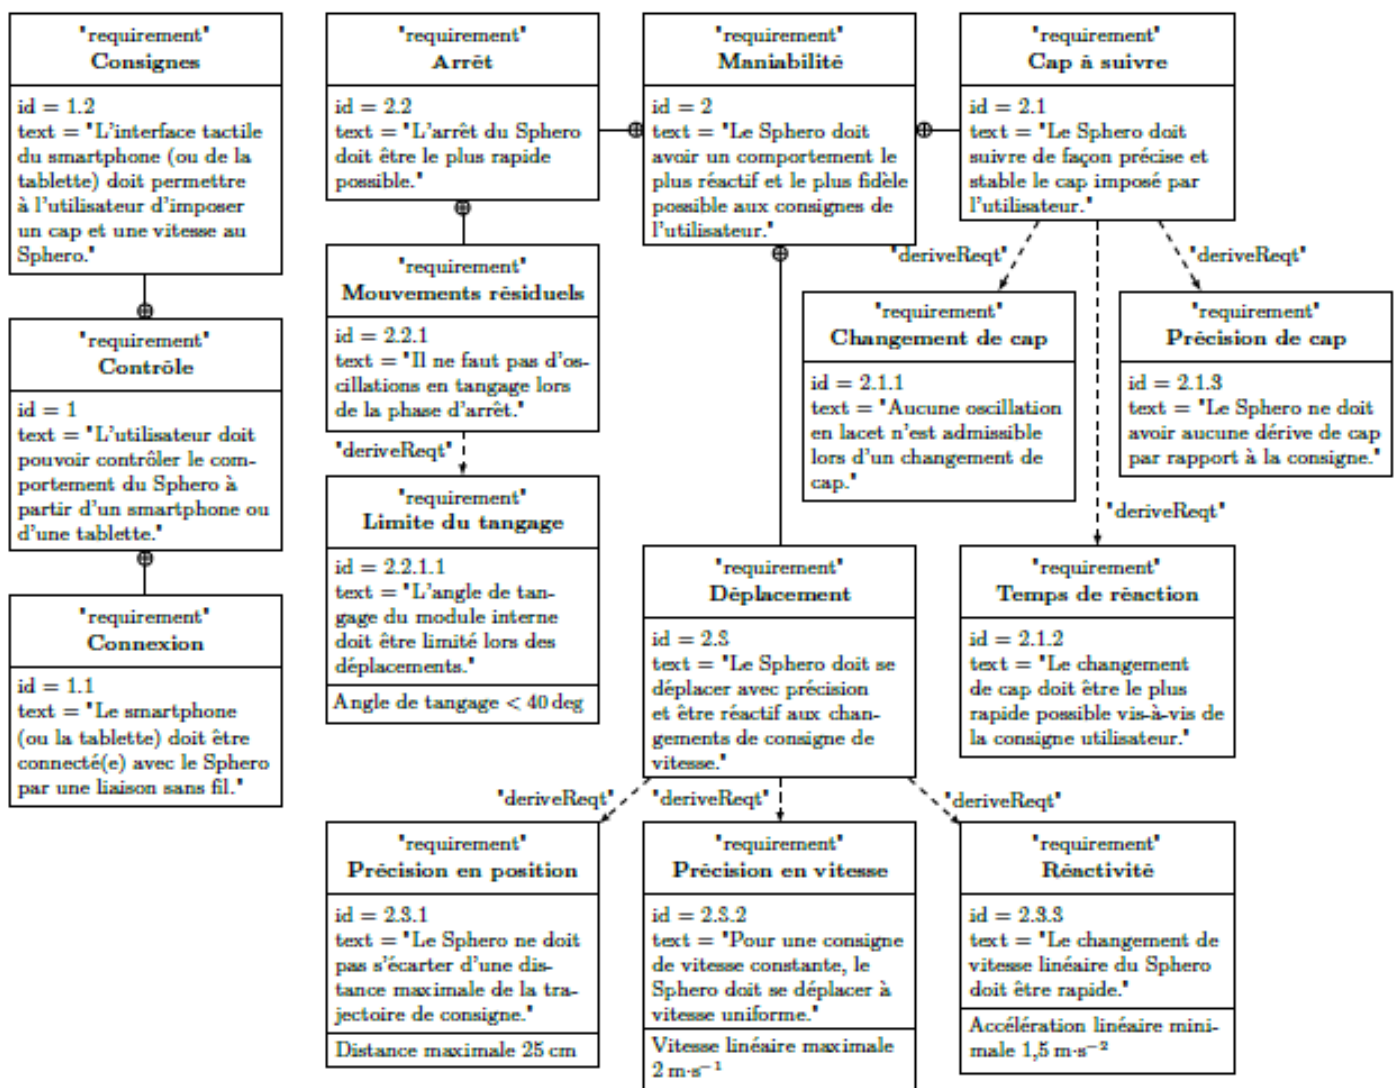 "requirement"
Consignes
id = 1.2
text = "L'interface tactile
du smartphone (ou de la
tablette) doit permettre
à l'utilisateur d'imposer
un cap et une vitesse au
Sphero."
"requirement"
Contrôle
id = 1
text = "L'utilisateur doit
pouvoir contrôler le com-
portement du Sphero à
partir d'un smartphone ou
d'une tablette."
"requirement"
Connexion
id = 1.1
text = "Le smartphone
(ou la tablette) doit être
connecté(e) avec le Sphero
par une liaison sans fil."
"requirement"
Arrêt
id = 2.2
text = "L'arrêt du Sphero
doit être le plus rapide
possible."
"requirement"
Mouvements résiduels
id = 2.2.1
text = "Il ne faut pas d'os-
cillations en tangage lors
de la phase d'arrêt."
"deriveReqt"
"requirement"
Limite du tangage
id = 2.2.1.1
text = "L'angle de tan-
gage du module interne
doit être limité lors des
déplacements."
Angle de tangage < 40 deg
"requirement"
Maniabilité
id = 2
text = "Le Sphero doit
avoir un comportement le
plus réactif et le plus fidèle
possible aux consignes de
l'utilisateur."
"requirement"
Cap à suivre
id = 2.1
text = "Le Sphero doit
suivre de façon précise et
stable le cap imposé par
l'utilisateur."
"deriveReqt"
"deriveReqt"
"requirement"
Changement de cap
id = 2.1.1
text = "Aucune oscillation
en lacet n'est admissible
lors d'un changement de
cap."
"requirement"
Précision de cap
id = 2.1.3
text = "Le Sphero ne doit
avoir aucune dérive de cap
par rapport à la consigne."
"deriveReqt"
"requirement"
Déplacement
id = 2.3
text = "Le Sphero doit se
déplacer avec précision
et être réactif aux chan-
gements de consigne de
vitesse."
"requirement"
Temps de réaction
id = 2.1.2
text = "Le changement
de cap doit être le plus
rapide possible vis-à-vis de
la consigne utilisateur."
"deriveReqt"
"deriveReqt"
"deriveReqt"
"requirement"
Précision en position
id = 2.3.1
text = "Le Sphero ne doit
pas s'écarter d'une dis-
tance maximale de la tra-
jectoire de consigne."
Distance maximale 25 cm
"requirement"
Précision en vitesse
id = 2.3.2
text = "Pour une consigne
de vitesse constante, le
Sphero doit se déplacer à
vitesse uniforme."
Vitesse linéaire maximale
2 m·s⁻¹
"requirement"
Réactivité
id = 2.3.3
text = "Le changement de
vitesse linéaire du Sphero
doit être rapide."
Accélération linéaire mini-
male 1,5 m·s⁻²